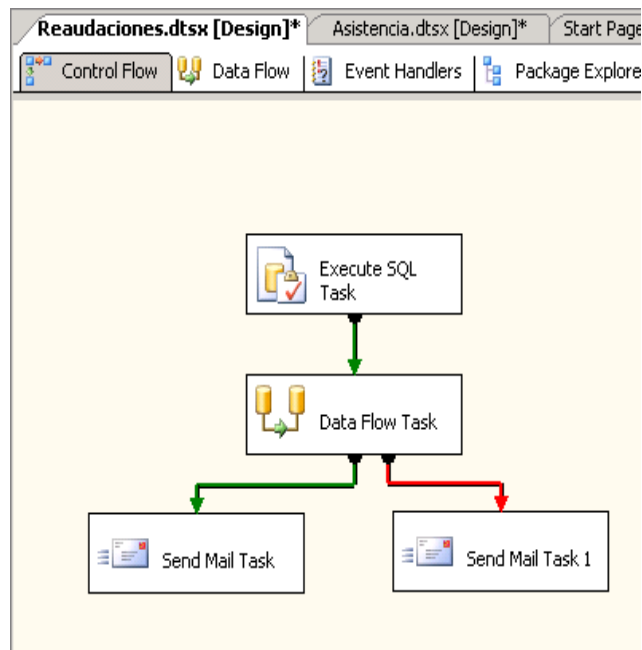 Reaudaciones.dtsx [Design]* Asistencia.dtsx [Design]* Start Page
Control Flow Data Flow Event Handlers Package Explore
Execute SQL
Task
Data Flow Task
Send Mail Task Send Mail Task 1